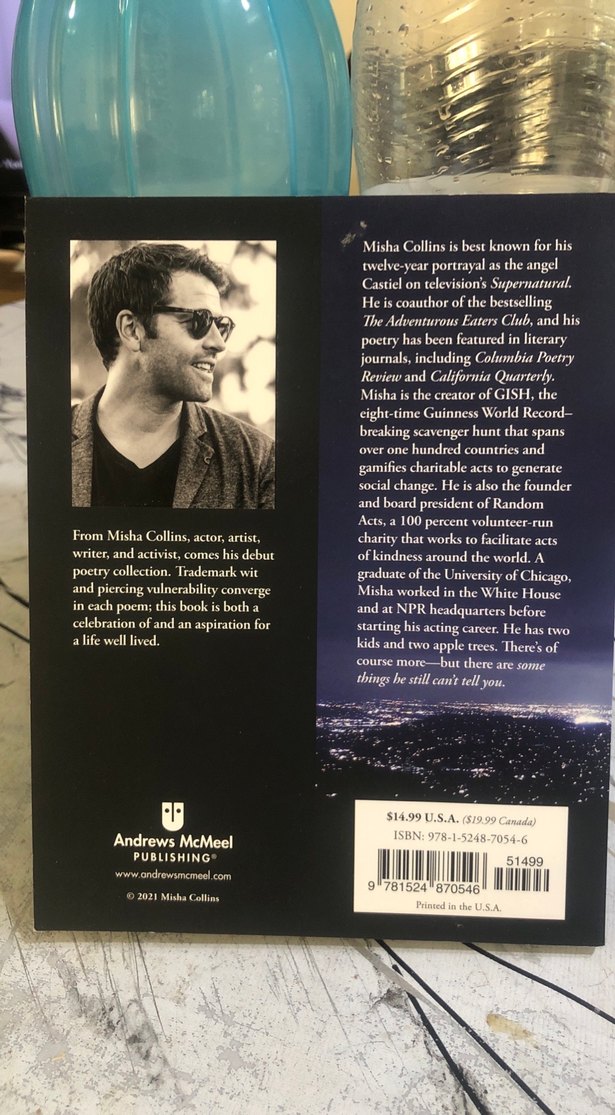 From Misha Collins, actor, artist,
writer, and activist, comes his debut
poetry collection. Trademark wit
and piercing vulnerability converge
in each poem; this book is both a
celebration of and an aspiration for
a life well lived.
Andrews McMeel
PUBLISHING®
www.andrewsmcmeel.com
© 2021 Misha Collins
Misha Collins is best known for his
twelve-year portrayal as the angel
Castiel on television's Supernatural.
He is coauthor of the bestselling
The Adventurous Eaters Club, and his
poetry has been featured in literary
journals, including Columbia Poetry
Review and California Quarterly.
Misha is the creator of GISH, the
eight-time Guinness World Record–
breaking scavenger hunt that spans
over one hundred countries and
gamifies charitable acts to generate
social change. He is also the founder
and board president of Random
Acts, a 100 percent volunteer-run
charity that works to facilitate acts
of kindness around the world. A
graduate of the University of Chicago,
Misha worked in the White House
and at NPR headquarters before
starting his acting career. He has two
kids and two apple trees. There's of
course more—but there are some
things he still can't tell you.
$14.99 U.S.A. ($19.99 Canada)
ISBN: 978-1-5248-7054-6
51499
9 781524 870546
Printed in the U.S.A.